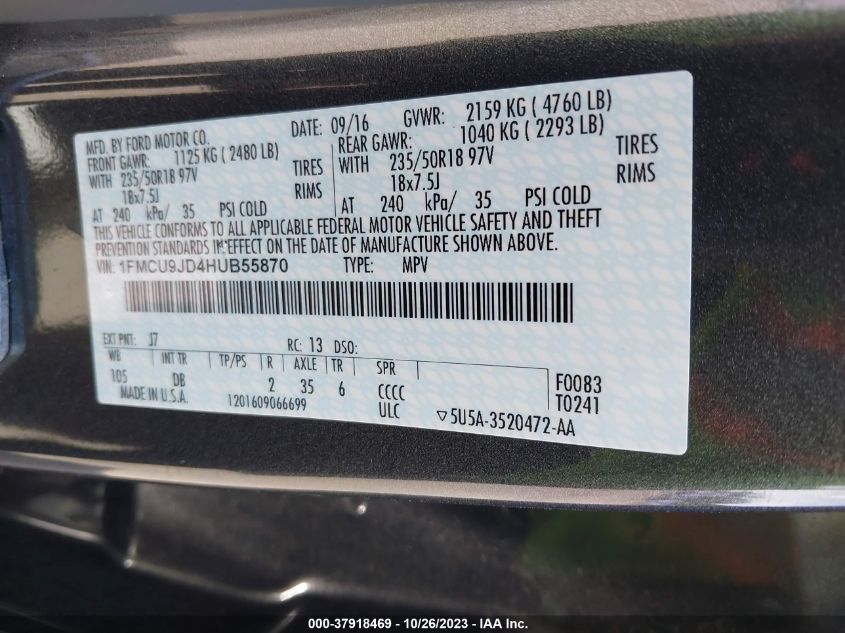 MFD. BY FORD MOTOR CO. DATE: 09/16 GVWR: 2159 KG ( 4760 LB)
FRONT GAWR: 1125 KG ( 2480 LB) REAR GAWR: 1040 KG ( 2293 LB)
WITH 235/50R18 97V TIRES WITH 235/50R18 97V TIRES
18x7.5J RIMS 18x7.5J RIMS
AT 240 kPa/ 35 PSI COLD AT 240 kPa/ 35 PSI COLD
THIS VEHICLE CONFORMS TO ALL APPLICABLE FEDERAL MOTOR VEHICLE SAFETY AND THEFT
PREVENTION STANDARDS IN EFFECT ON THE DATE OF MANUFACTURE SHOWN ABOVE.
VIN: 1FMCU9JD4HUB55870 TYPE: MPV
EXT PNT: J7 RC: 13 DSO:
WB INT TR TP/PS R AXLE TR SPR
105 DB 2 35 6 CCCC F0083
MADE IN U.S.A. 1201609066699 ULC T0241
▽5U5A-3520472-AA
000-37918469 - 10/26/2023 - IAA Inc.